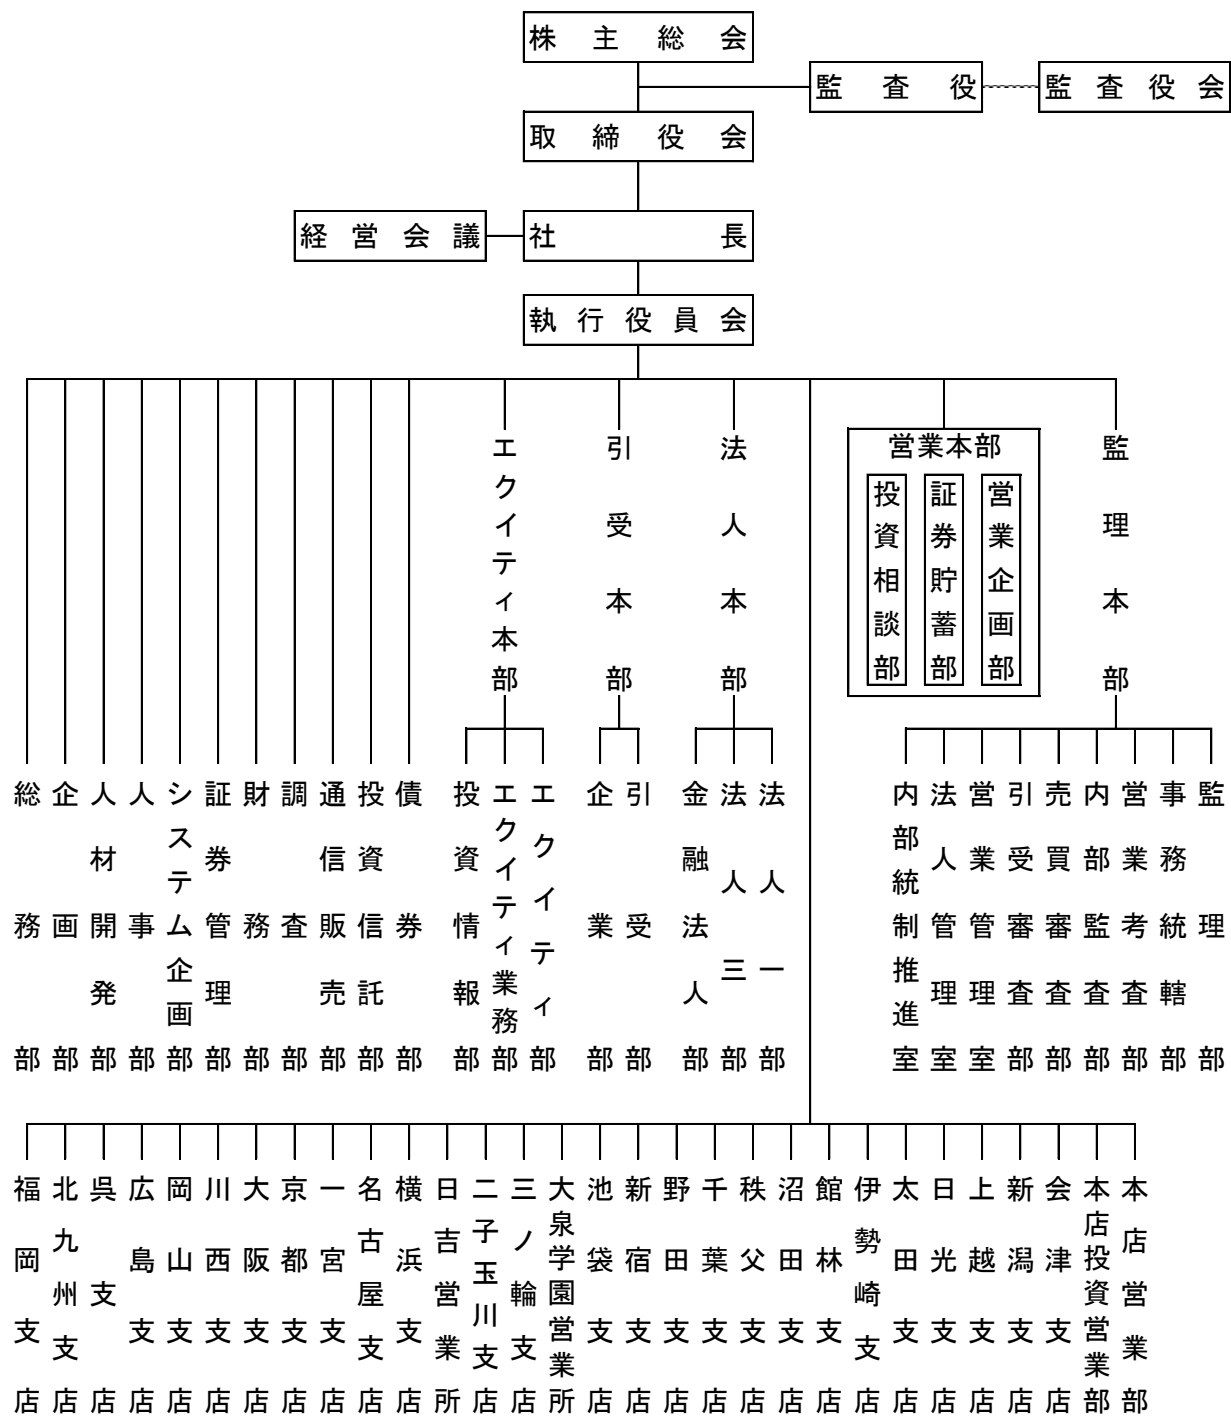 株主総会
監査役
監査役会
取締役会
経営会議
社長
執行役員会
エクイティ本部
引受本部
法人本部
営業本部
投資相談部
証券貯蓄部
営業企画部
監理本部
総務部
企画部
人材開発部
人事部
システム企画部
証券管理部
財務部
調査部
通信販売部
投資信託部
債券部
投資情報部
エクイティ業務部
エクイティ部
企業部
引受部
金融法人部
法人三部
法人一部
内部統制推進室
法人管理室
営業管理室
引受審査部
売買審査部
内部監査部
営業考査部
事務統轄部
監理部
福岡支店
北九州支店
呉支店
広島支店
岡山支店
川西支店
大阪支店
京都支店
一宮支店
名古屋支店
横浜支店
日吉営業所
二子玉川支店
三ノ輪支店
大泉学園営業所
池袋支店
新宿支店
野田支店
千葉支店
秩父支店
沼田支店
館林支店
伊勢崎支店
太田支店
日光支店
上越支店
新潟支店
会津支店
本店投資営業部
本店営業部